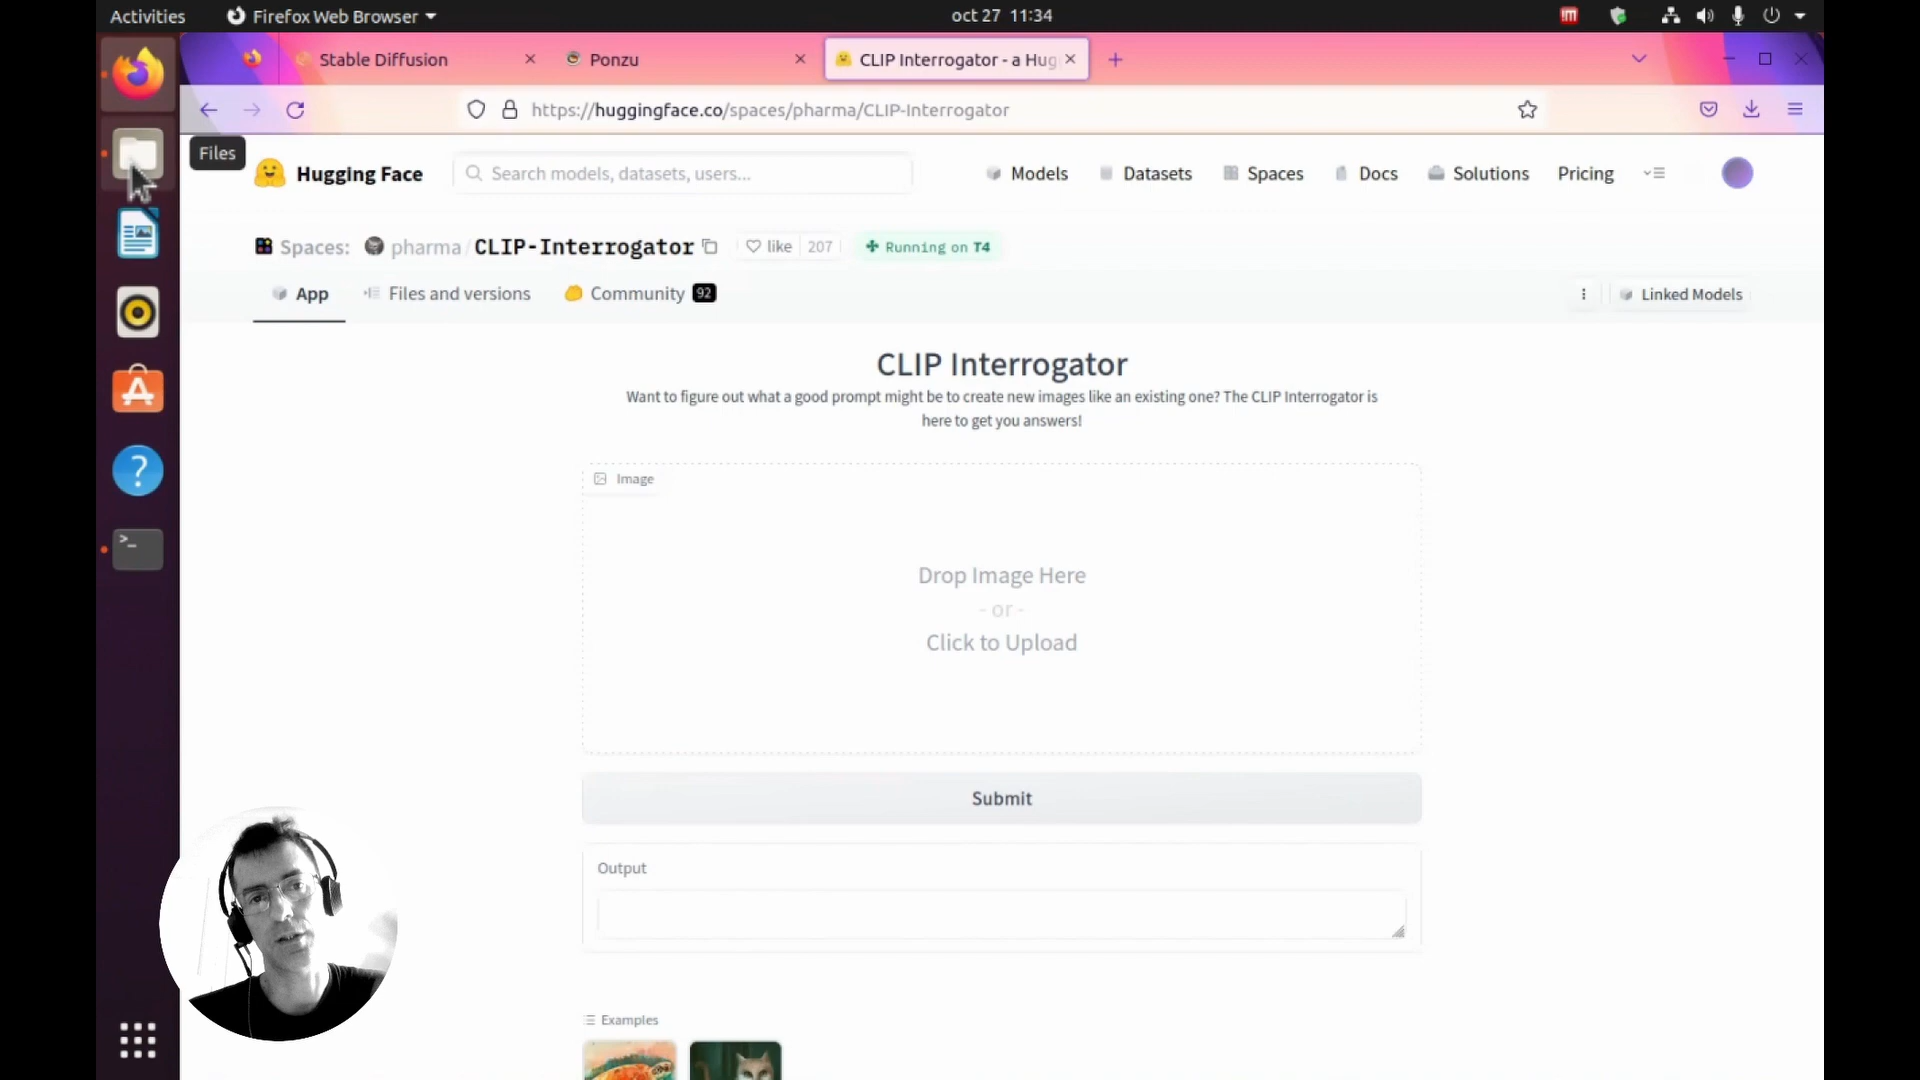 Activities
Firefox Web Browser
oct 27 11:34
Stable Diffusion
Ponzu
CLIP Interrogator - a Hug
https://huggingface.co/spaces/pharma/CLIP-Interrogator
Files
Hugging Face
Search models, datasets, users...
Models
Datasets
Spaces
Docs
Solutions
Pricing
Spaces:
pharma/CLIP-Interrogator
like 207
Running on T4
App
Files and versions
Community 92
Linked Models
CLIP Interrogator
Want to figure out what a good prompt might be to create new images like an existing one? The CLIP Interrogator is
here to get you answers!
Image
Drop Image Here
- or -
Click to Upload
Submit
Output
Examples